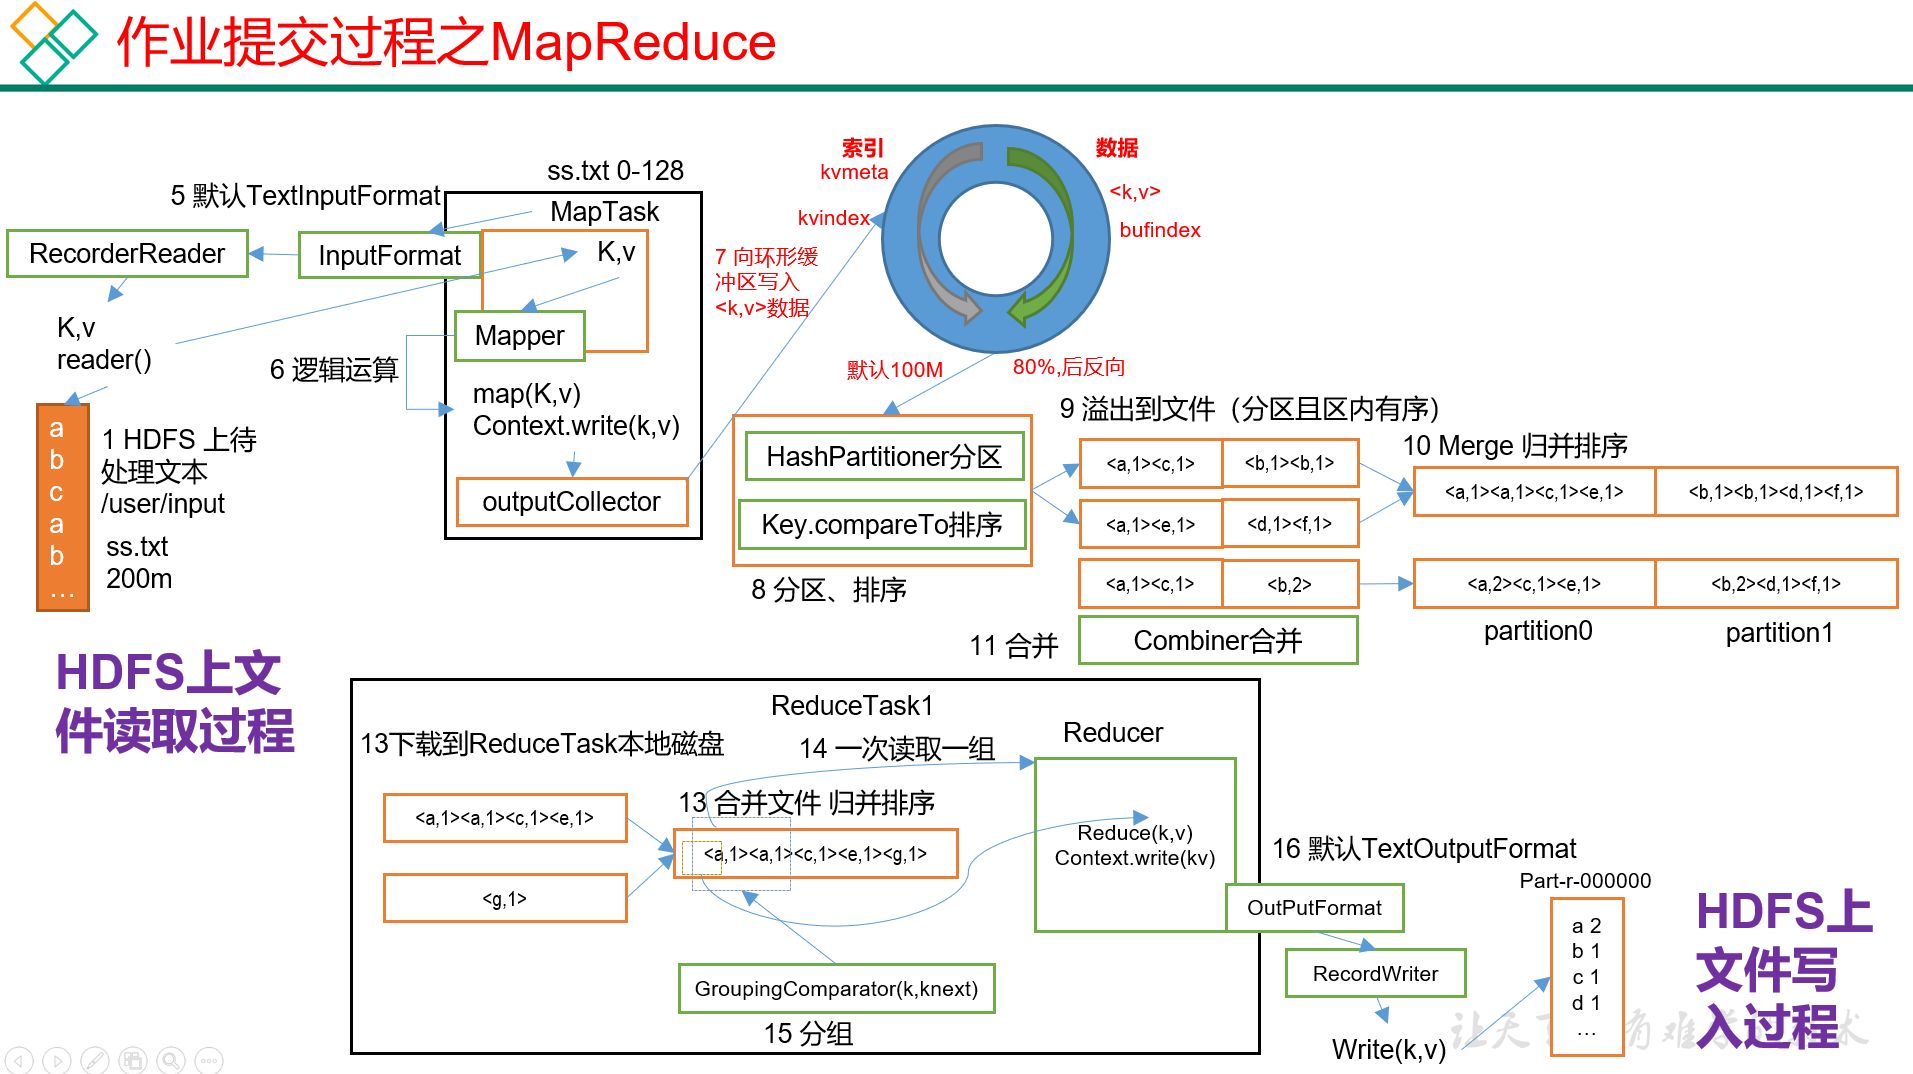 作业提交过程之MapReduce
ss.txt 0-128
5 默认TextInputFormat
MapTask
RecorderReader
InputFormat
K,v
K,v
reader()
Mapper
6 逻辑运算
map(K,v)
Context.write(k,v)
outputCollector
a
b
c
a
b
…
1 HDFS 上待
处理文本
/user/input
ss.txt
200m
HDFS上文
件读取过程
索引
kvmeta
kvindex
数据
<k,v>
bufindex
7 向环形缓
冲区写入
<k,v>数据
默认100M
80%,后反向
HashPartitioner分区
Key.compareTo排序
8 分区、排序
9 溢出到文件（分区且区内有序）
<a,1><c,1>
<b,1><b,1>
<a,1><e,1>
<d,1><f,1>
<a,1><c,1>
<b,2>
11 合并
Combiner合并
10 Merge 归并排序
<a,1><a,1><c,1><e,1>
<b,1><b,1><d,1><f,1>
<a,2><c,1><e,1>
<b,2><d,1><f,1>
partition0
partition1
ReduceTask1
13下载到ReduceTask本地磁盘
14 一次读取一组
Reducer
<a,1><a,1><c,1><e,1>
<g,1>
13 合并文件 归并排序
<a,1><a,1><c,1><e,1><g,1>
Reduce(k,v)
Context.write(kv)
GroupingComparator(k,knext)
15 分组
16 默认TextOutputFormat
OutPutFormat
RecordWriter
Write(k,v)
Part-r-000000
a 2
b 1
c 1
d 1
…
HDFS上
文件写
入过程